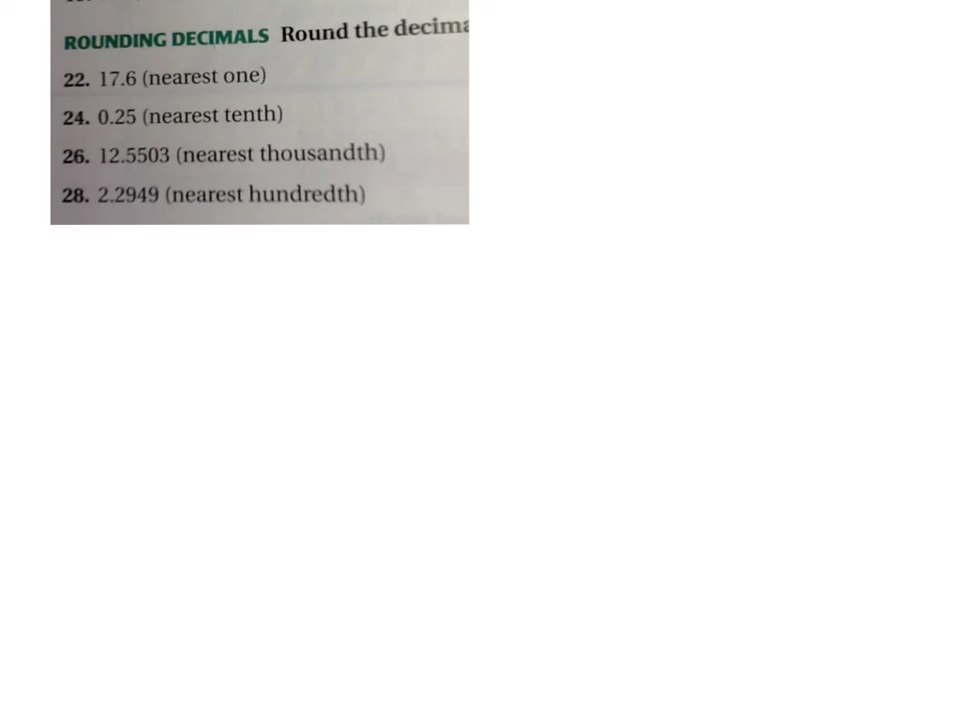 ROUNDING DECIMALS Round the
22. 17.6 (nearest one)
24. 0.25 (nearest tenth)
26. 12.5503 (nearest thousandth)
28. 2.2949 (nearest hundredth)